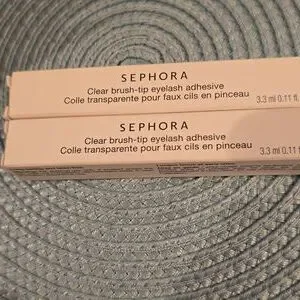 SEPHORA
Clear brush-tip eyelash adhesive
Colle transparente pour faux cils en pinceau
3.3 ml 0.11 fl.
SEPHORA
Clear brush-tip eyelash adhesive
Colle transparente pour faux cils en pinceau
3.3 ml 0.11 fl.